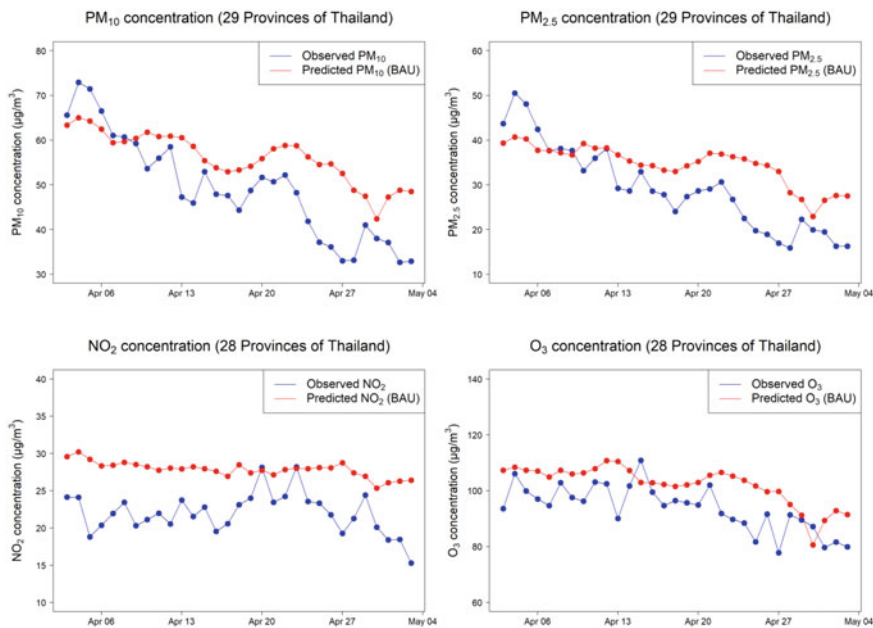 PM₁₀ concentration (29 Provinces of Thailand)
PM₁₀ concentration (µg/m³)
80
70
60
50
40
30
Observed PM₁₀
Predicted PM₁₀ (BAU)
Apr 06 Apr 13 Apr 20 Apr 27 May 04
PM₂.₅ concentration (29 Provinces of Thailand)
PM₂.₅ concentration (µg/m³)
60
50
40
30
20
10
Observed PM₂.₅
Predicted PM₂.₅ (BAU)
Apr 06 Apr 13 Apr 20 Apr 27 May 04
NO₂ concentration (28 Provinces of Thailand)
NO₂ concentration (µg/m³)
40
35
30
25
20
15
10
Observed NO₂
Predicted NO₂ (BAU)
Apr 06 Apr 13 Apr 20 Apr 27 May 04
O₃ concentration (28 Provinces of Thailand)
O₃ concentration (µg/m³)
140
120
100
80
60
Observed O₃
Predicted O₃ (BAU)
Apr 06 Apr 13 Apr 20 Apr 27 May 04